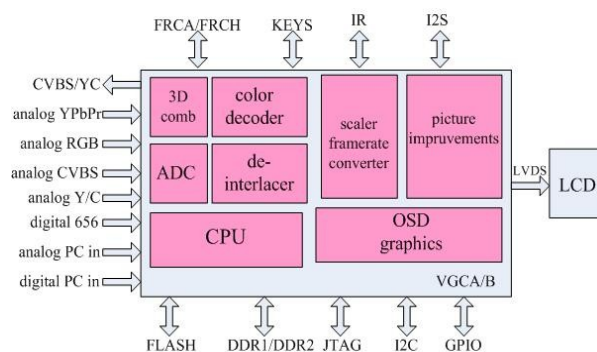 FRCA/FRCH
KEYS
IR
I2S
CVBS/YC
analog YPbPr
analog RGB
analog CVBS
analog Y/C
digital 656
analog PC in
digital PC in
3D
comb
color
decoder
scaler
framerate
converter
picture
impruvements
ADC
de-
interlacer
CPU
OSD
graphics
VGCA/B
LVDS
LCD
FLASH
DDR1/DDR2
JTAG
I2C
GPIO